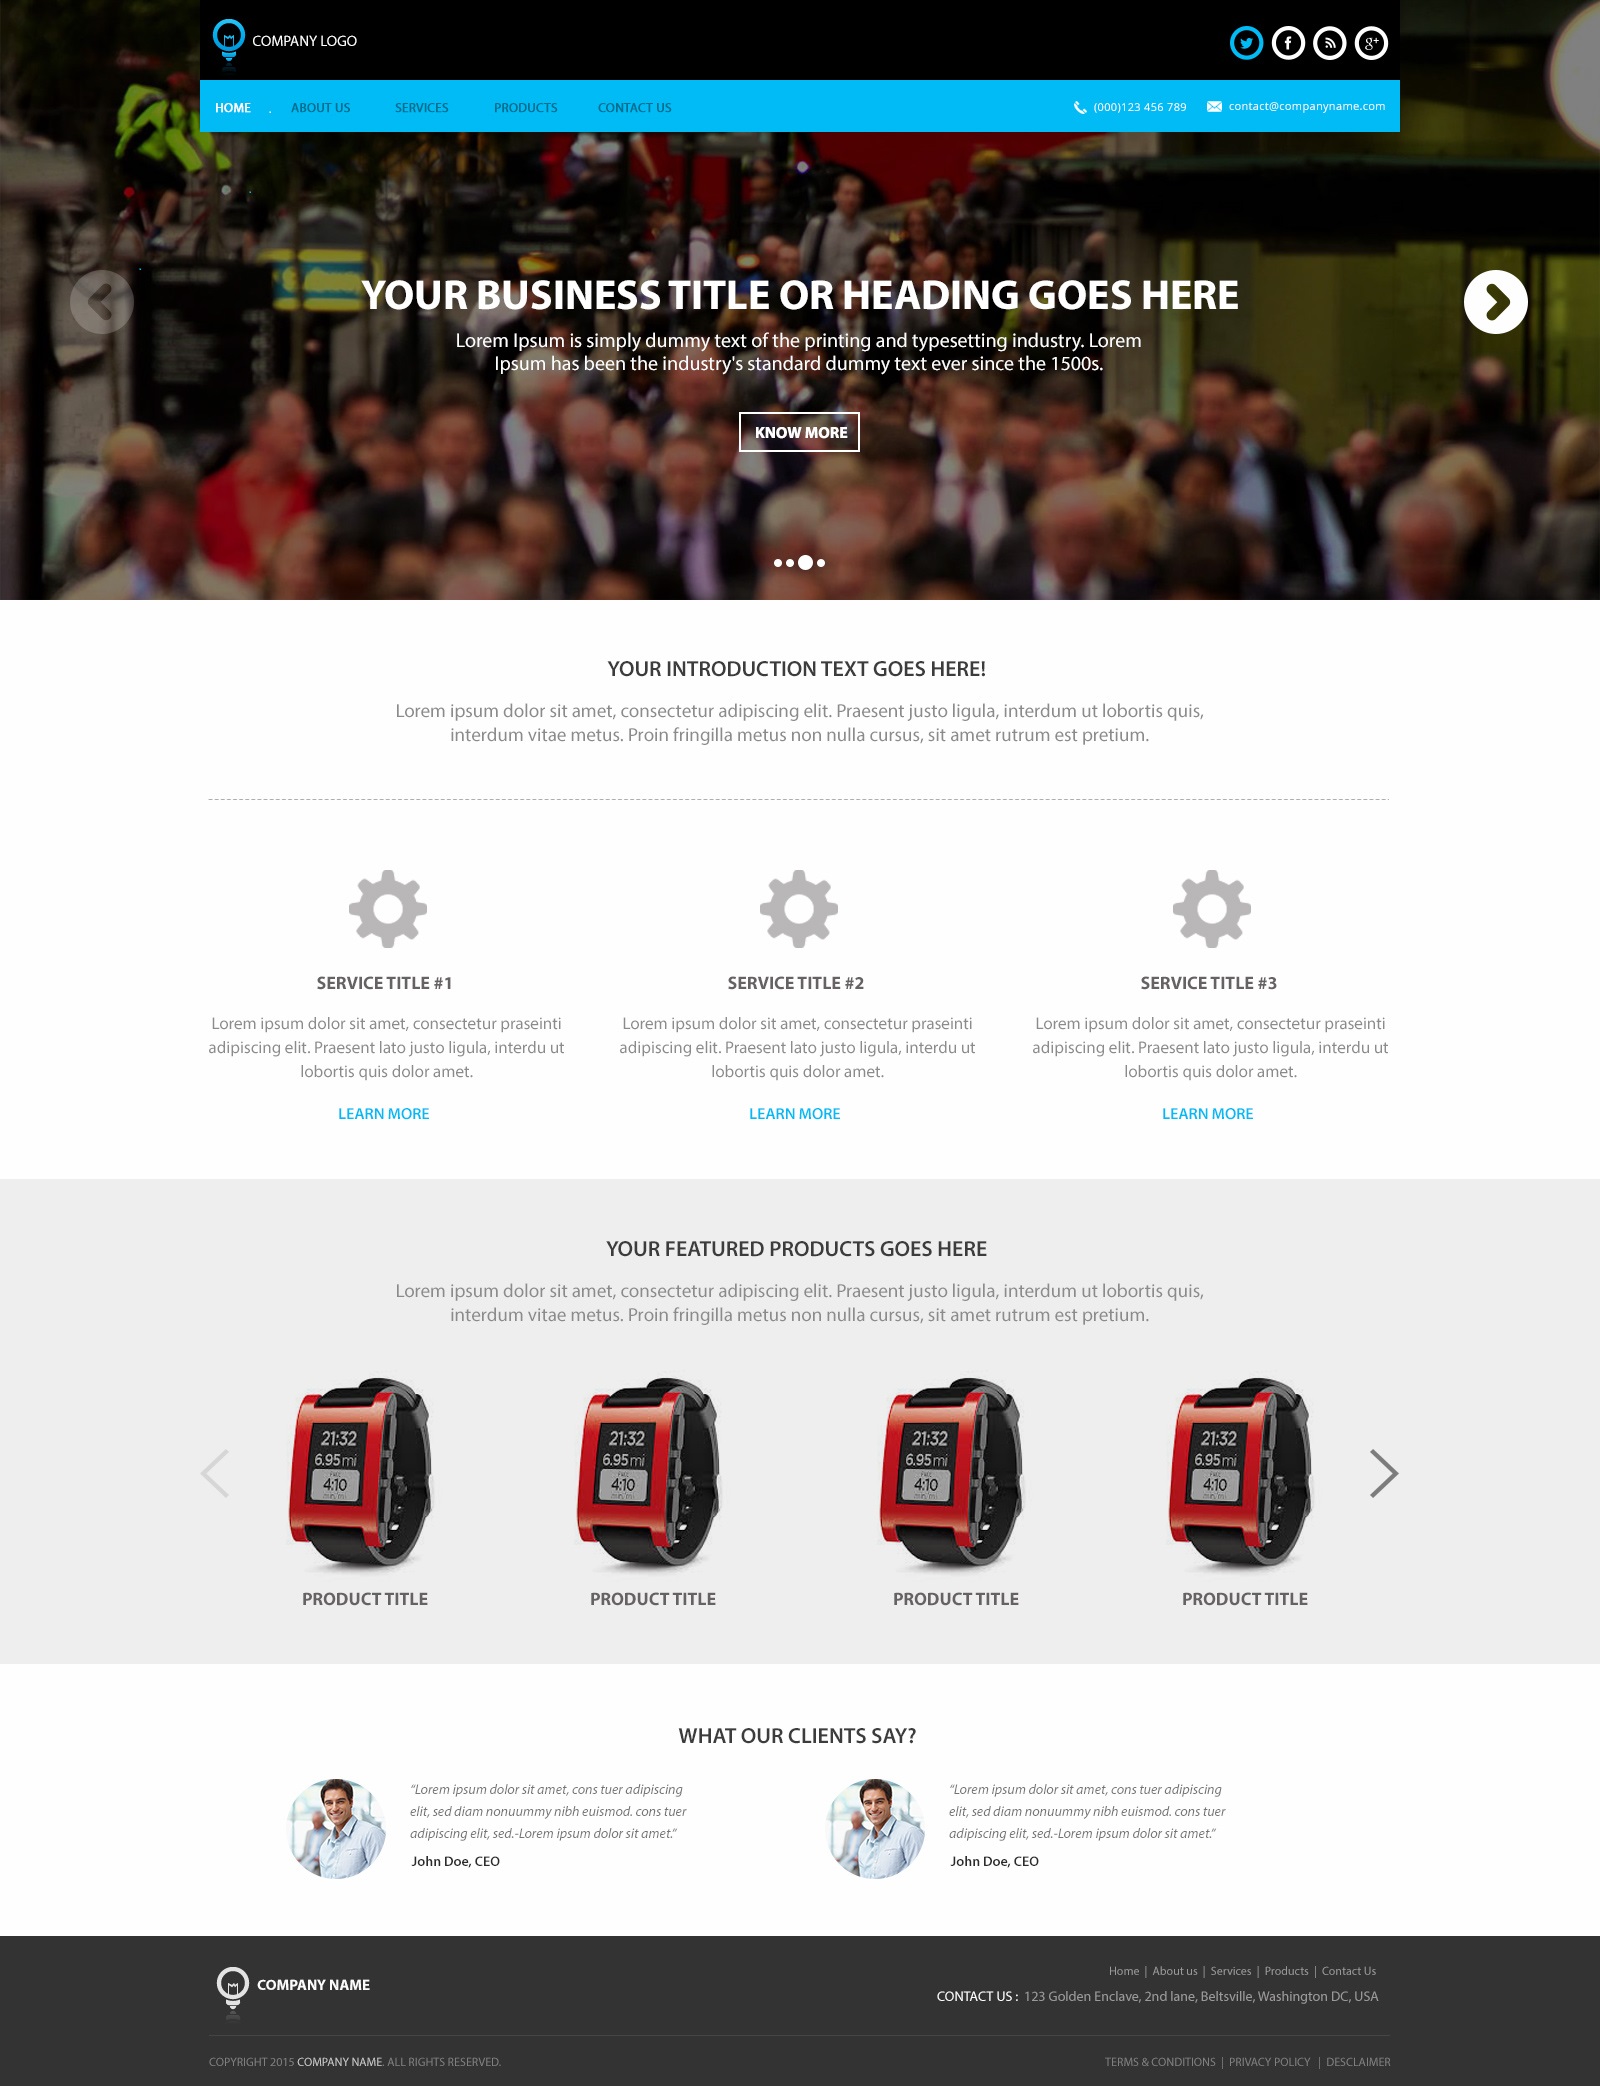 COMPANY LOGO
HOME ABOUT US SERVICES PRODUCTS CONTACT US (000)123 456 789 contact@companyname.com
YOUR BUSINESS TITLE OR HEADING GOES HERE
Lorem Ipsum is simply dummy text of the printing and typesetting industry. Lorem
Ipsum has been the industry's standard dummy text ever since the 1500s.
KNOW MORE
YOUR INTRODUCTION TEXT GOES HERE!
Lorem ipsum dolor sit amet, consectetur adipiscing elit. Praesent justo ligula, interdum ut lobortis quis,
interdum vitae metus. Proin fringilla metus non nulla cursus, sit amet rutrum est pretium.
SERVICE TITLE #1
Lorem ipsum dolor sit amet, consectetur praseinti
adipiscing elit. Praesent lato justo ligula, interdu ut
lobortis quis dolor amet.
LEARN MORE
SERVICE TITLE #2
Lorem ipsum dolor sit amet, consectetur praseinti
adipiscing elit. Praesent lato justo ligula, interdu ut
lobortis quis dolor amet.
LEARN MORE
SERVICE TITLE #3
Lorem ipsum dolor sit amet, consectetur praseinti
adipiscing elit. Praesent lato justo ligula, interdu ut
lobortis quis dolor amet.
LEARN MORE
YOUR FEATURED PRODUCTS GOES HERE
Lorem ipsum dolor sit amet, consectetur adipiscing elit. Praesent justo ligula, interdum ut lobortis quis,
interdum vitae metus. Proin fringilla metus non nulla cursus, sit amet rutrum est pretium.
21:32
6.95 mi
4:10
PRODUCT TITLE
21:32
6.95 mi
4:10
PRODUCT TITLE
21:32
6.95 mi
4:10
PRODUCT TITLE
21:32
6.95 mi
4:10
PRODUCT TITLE
WHAT OUR CLIENTS SAY?
“Lorem ipsum dolor sit amet, cons tuer adipiscing
elit, sed diam nonuummy nibh euismod. cons tuer
adipiscing elit, sed.-Lorem ipsum dolor sit amet.”
John Doe, CEO
“Lorem ipsum dolor sit amet, cons tuer adipiscing
elit, sed diam nonuummy nibh euismod. cons tuer
adipiscing elit, sed.-Lorem ipsum dolor sit amet.”
John Doe, CEO
COMPANY NAME
Home | About us | Services | Products | Contact Us
CONTACT US : 123 Golden Enclave, 2nd lane, Beltsville, Washington DC, USA
COPYRIGHT 2015 COMPANY NAME. ALL RIGHTS RESERVED.
TERMS & CONDITIONS | PRIVACY POLICY | DESCLAIMER